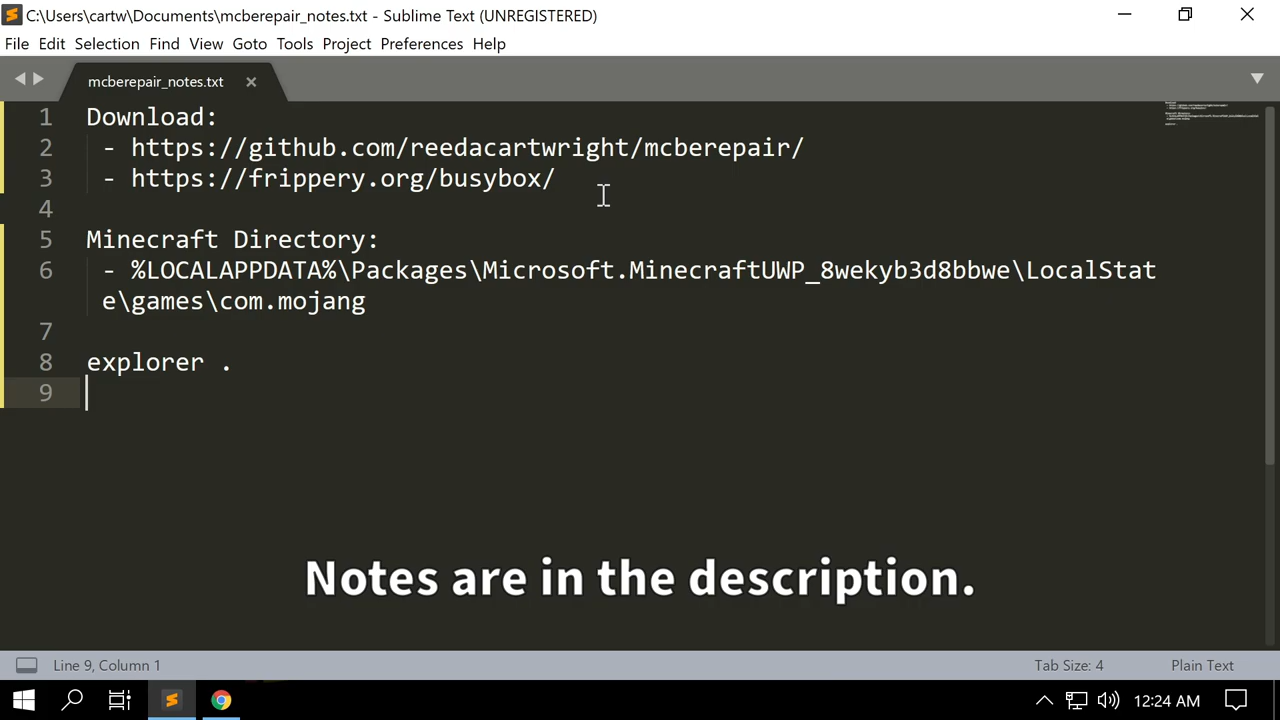 C:\Users\cartw\Documents\mcberepair_notes.txt - Sublime Text (UNREGISTERED)
File Edit Selection Find View Goto Tools Project Preferences Help
mcberepair_notes.txt
1 Download:
2 - https://github.com/reedacartwright/mcberepair/
3 - https://frippery.org/busybox/
4
5 Minecraft Directory:
6 - %LOCALAPPDATA%\Packages\Microsoft.MinecraftUWP_8wekyb3d8bbwe\LocalStat
e\games\com.mojang
7
8 explorer .
9
Notes are in the description.
Line 9, Column 1 Tab Size: 4 Plain Text
12:24 AM